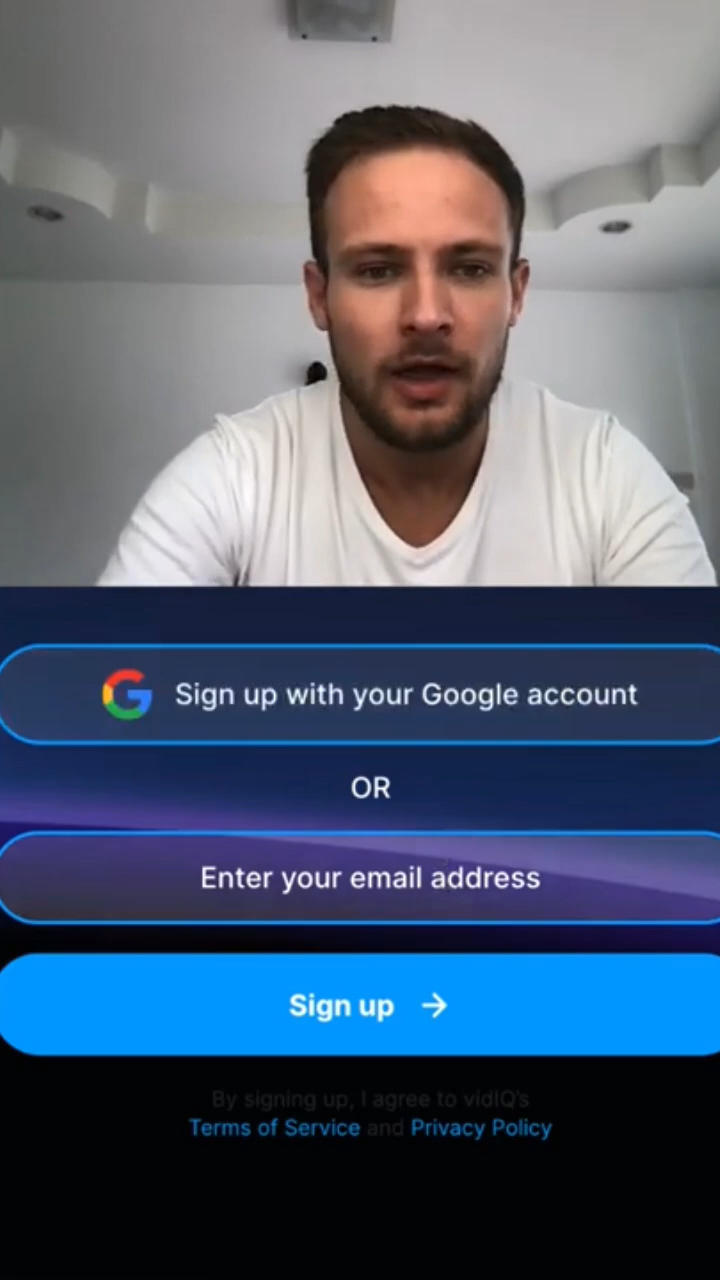 Sign up with your Google account
OR
Enter your email address
Sign up →
By signing up, I agree to vidIQ's
Terms of Service and Privacy Policy